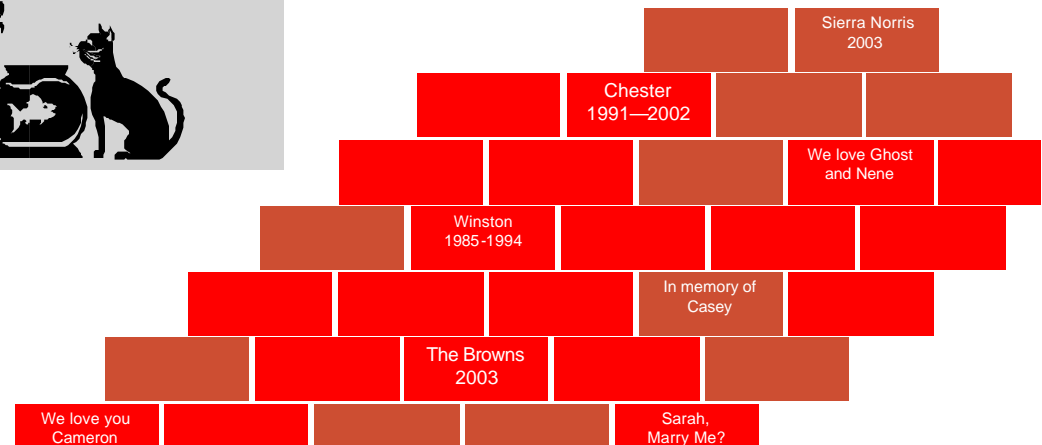 Sierra Norris
2003
Chester
1991—2002
We love Ghost
and Nene
Winston
1985-1994
In memory of
Casey
The Browns
2003
We love you
Cameron
Sarah,
Marry Me?